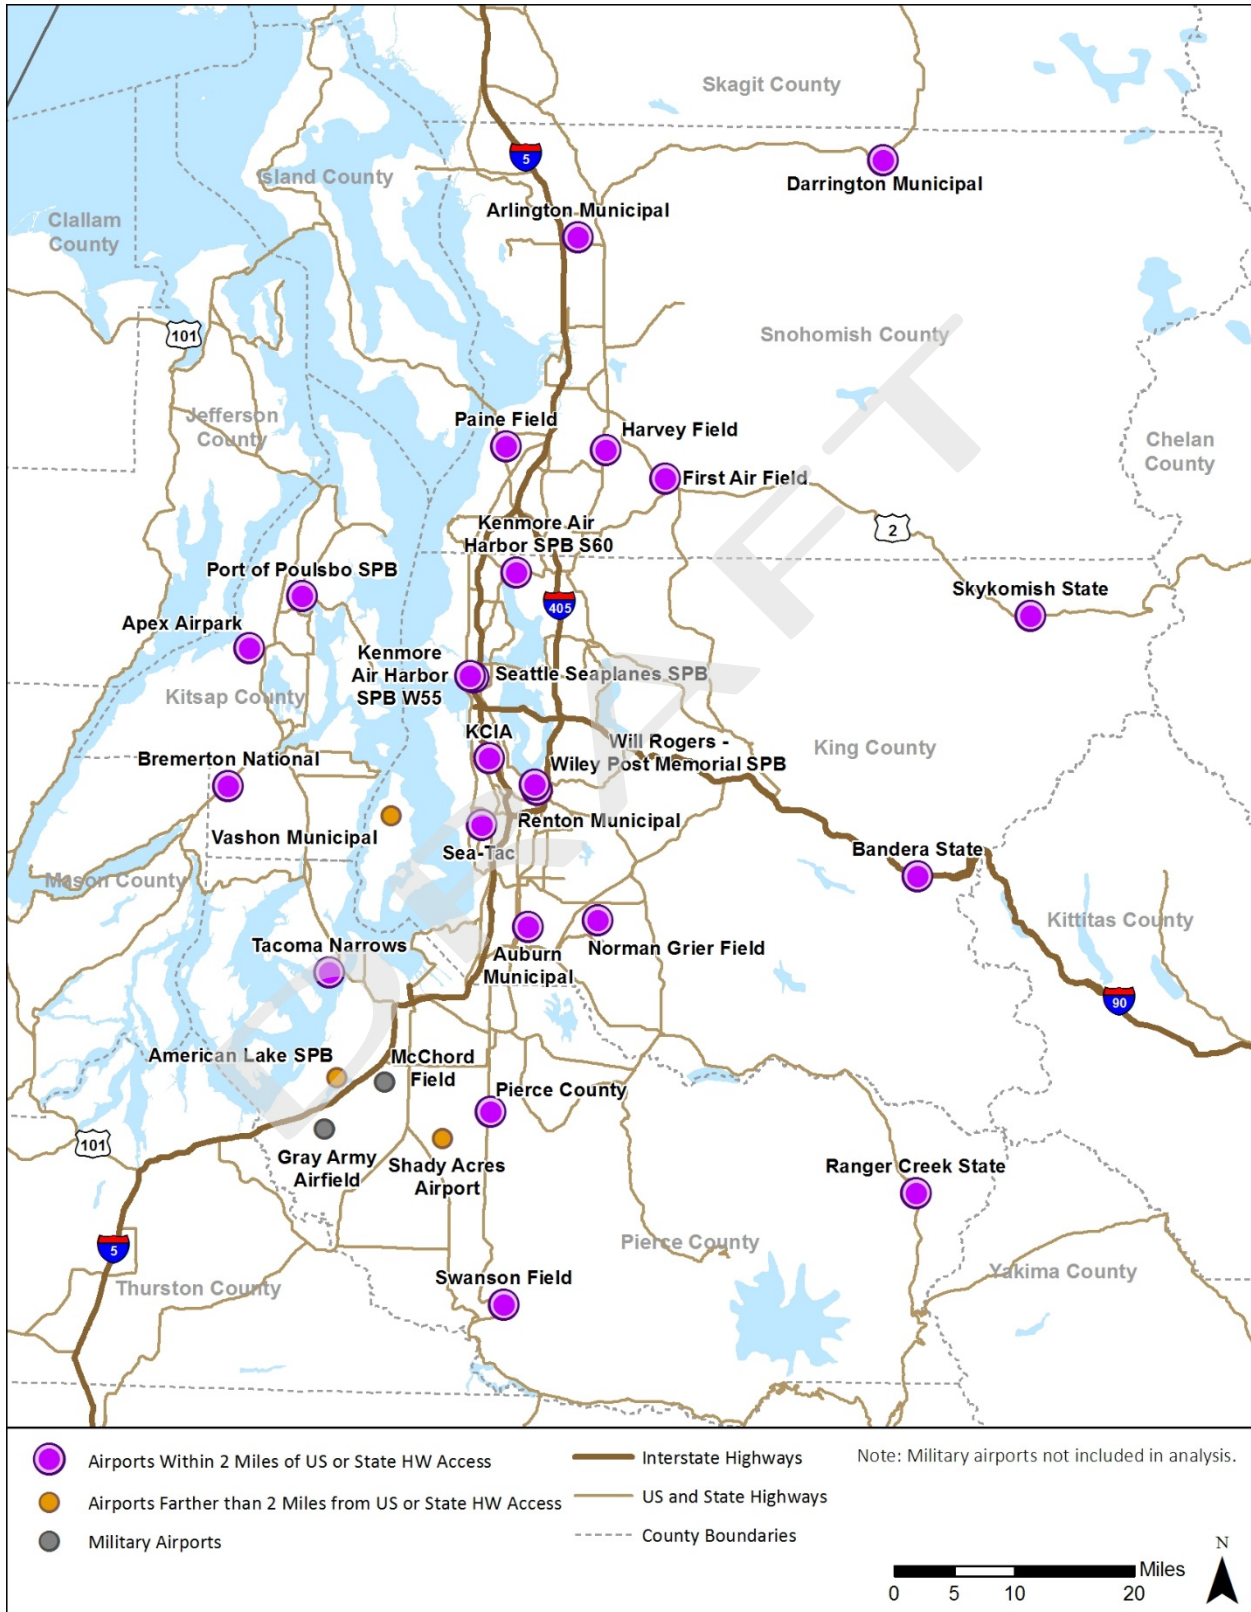 Skagit County
5
Darrington Municipal
Island County
Arlington Municipal
Clallam
County
101
Snohomish County
Jefferson
County
Paine Field
Harvey Field
Chelan
County
First Air Field
2
Kenmore Air
Harbor SPB S60
Port of Poulsbo SPB
405
Skykomish State
Apex Airpark
Kenmore
Air Harbor
SPB W55
Seattle Seaplanes SPB
Kitsap County
KCIA
Will Rogers -
Wiley Post Memorial SPB
King County
Bremerton National
Vashon Municipal
Renton Municipal
Sea-Tac
Bandera State
Mason County
Kittitas County
Tacoma Narrows
Auburn
Municipal
Norman Grier Field
90
American Lake SPB
McChord
Field
Pierce County
101
Gray Army
Airfield
Shady Acres
Airport
Ranger Creek State
5
Pierce County
Thurston County
Yakima County
Swanson Field
DRAFT
Airports Within 2 Miles of US or State HW Access
Airports Farther than 2 Miles from US or State HW Access
Military Airports
Interstate Highways
US and State Highways
County Boundaries
Note: Military airports not included in analysis.
N
Miles
0 5 10 20